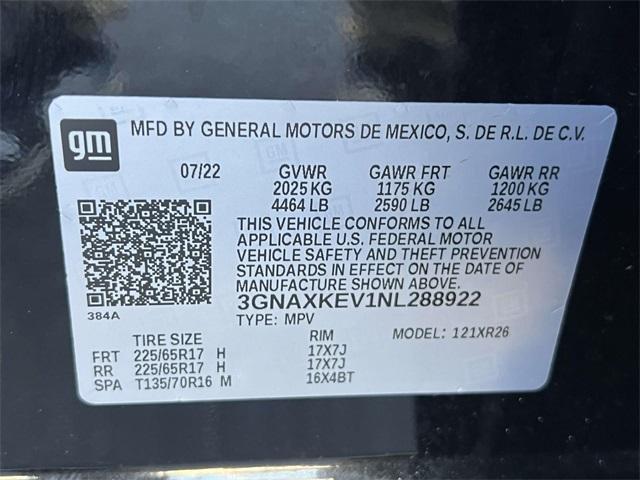 gm
MFD BY GENERAL MOTORS DE MEXICO, S. DE R.L. DE C.V.
07/22 GVWR GAWR FRT GAWR RR
2025 KG 1175 KG 1200 KG
4464 LB 2590 LB 2645 LB
THIS VEHICLE CONFORMS TO ALL
APPLICABLE U.S. FEDERAL MOTOR
VEHICLE SAFETY AND THEFT PREVENTION
STANDARDS IN EFFECT ON THE DATE OF
MANUFACTURE SHOWN ABOVE.
3GNAXKEV1NL288922
384A
TYPE: MPV MODEL: 121XR26
TIRE SIZE RIM
FRT 225/65R17 H 17X7J
RR 225/65R17 H 17X7J
SPA T135/70R16 M 16X4BT